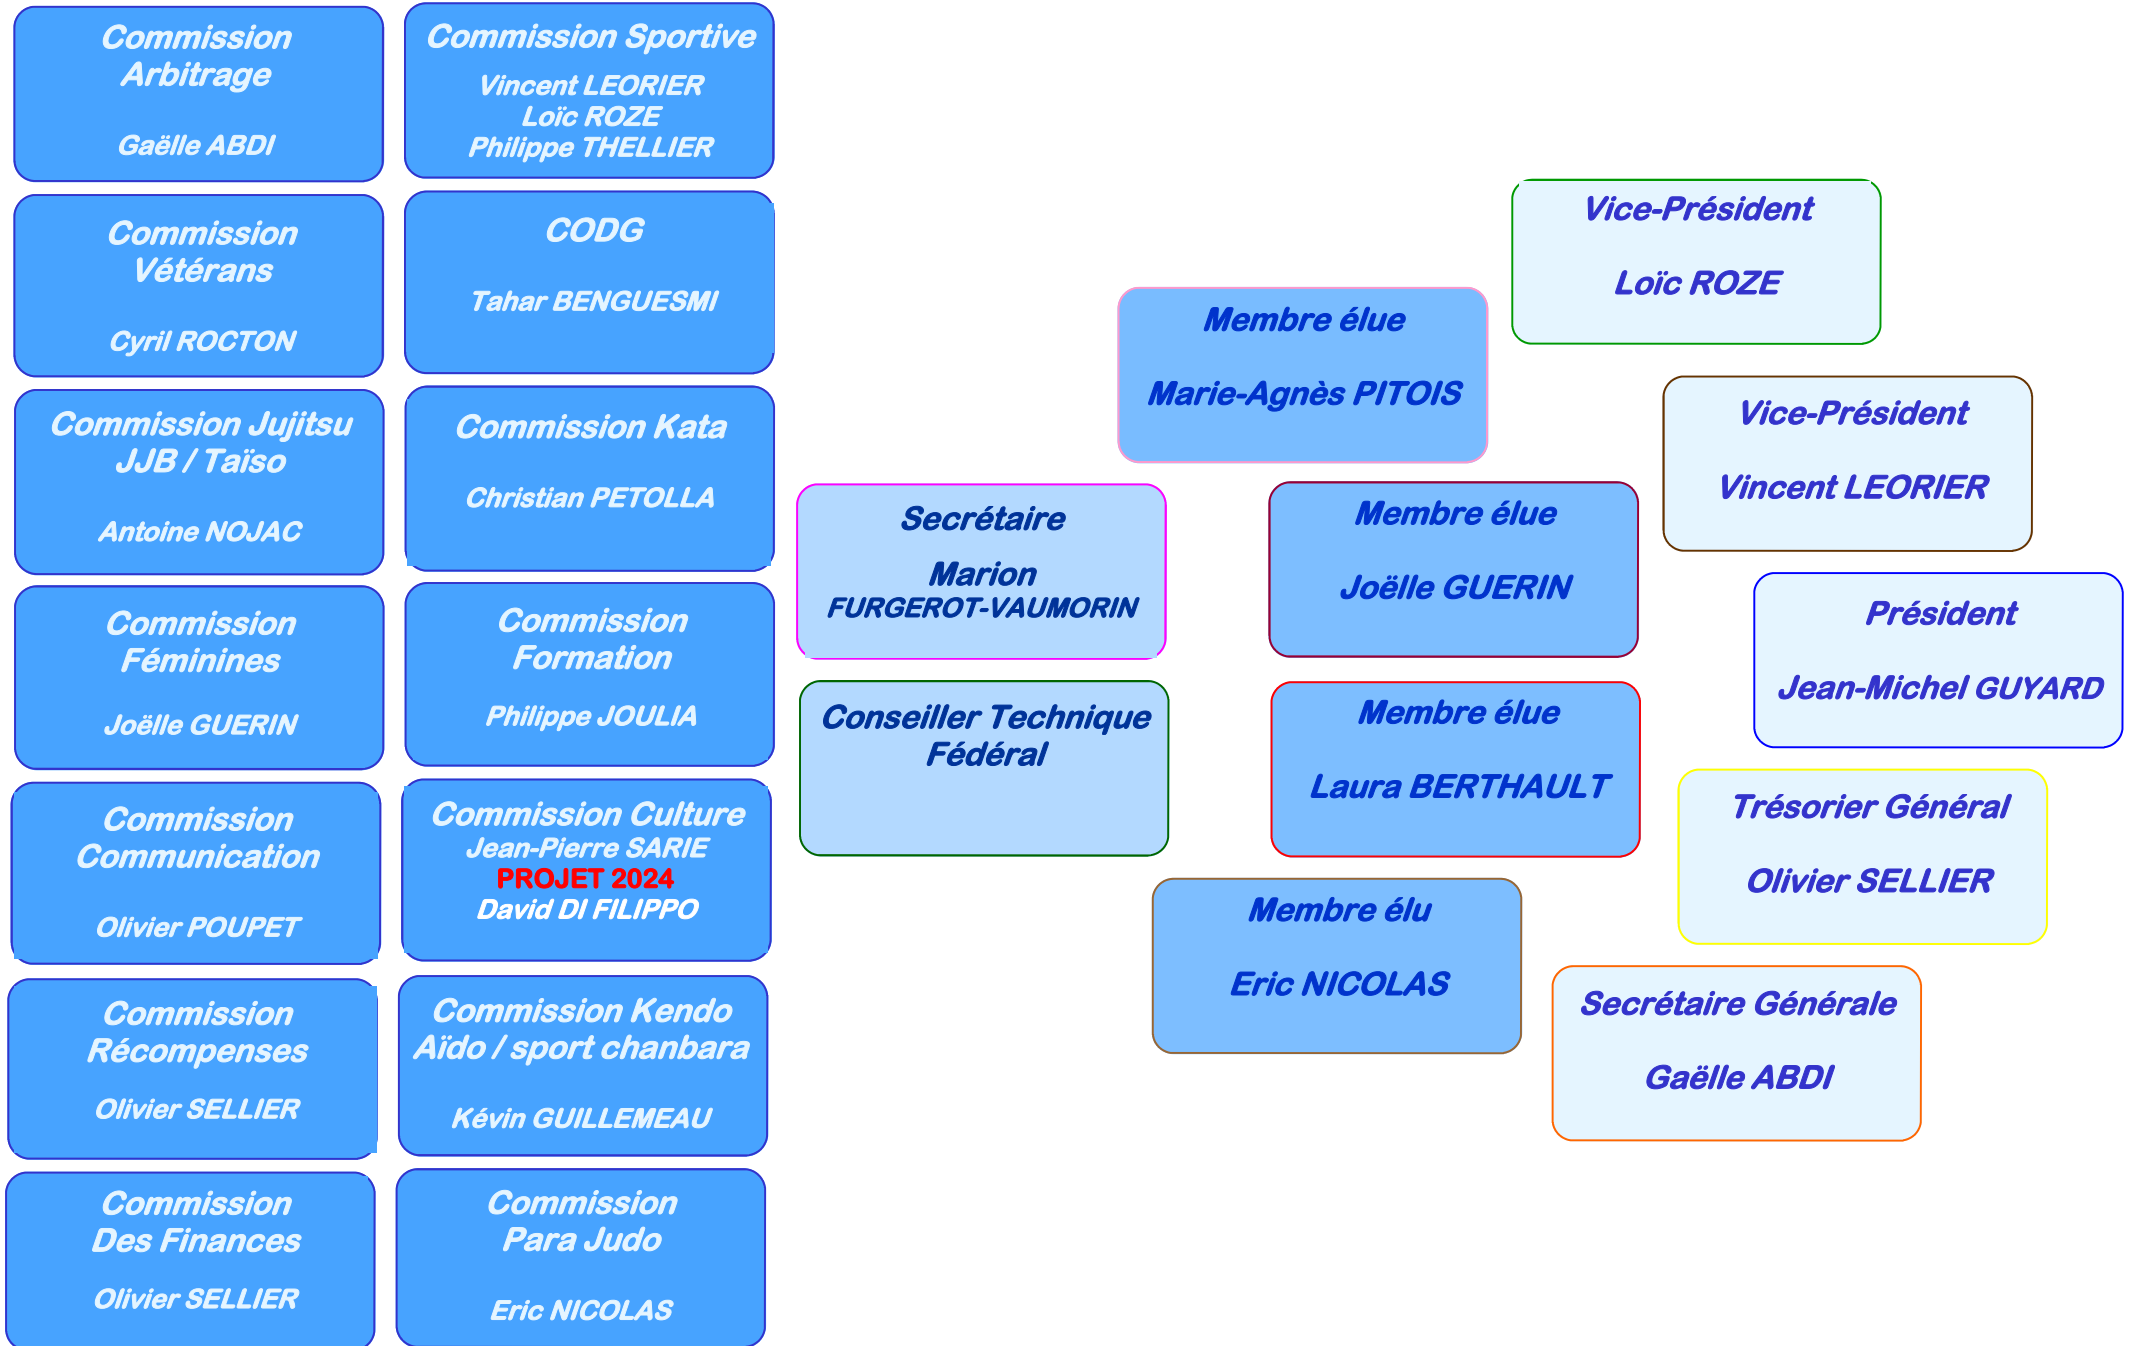 Commission
Arbitrage
Gaëlle ABDI
Commission Sportive
Vincent LEORIER
Loïc ROZE
Philippe THELLIER
Commission
Vétérans
Cyril ROCTON
CODG
Tahar BENGUESMI
Commission Jujitsu
JJB / Taïso
Antoine NOJAC
Commission Kata
Christian PETOLLA
Commission
Féminines
Joëlle GUERIN
Commission
Formation
Philippe JOULIA
Commission
Communication
Olivier POUPET
Commission Culture
Jean-Pierre SARIE
PROJET 2024
David DI FILIPPO
Commission
Récompenses
Olivier SELLIER
Commission Kendo
Aïdo / sport chanbara
Kévin GUILLEMEAU
Commission
Des Finances
Olivier SELLIER
Commission
Para Judo
Eric NICOLAS
Secrétaire
Marion
FURGEROT-VAUMORIN
Conseiller Technique
Fédéral
Membre élue
Marie-Agnès PITOIS
Membre élue
Joëlle GUERIN
Membre élue
Laura BERTHAULT
Membre élu
Eric NICOLAS
Vice-Président
Loïc ROZE
Vice-Président
Vincent LEORIER
Président
Jean-Michel GUYARD
Trésorier Général
Olivier SELLIER
Secrétaire Générale
Gaëlle ABDI